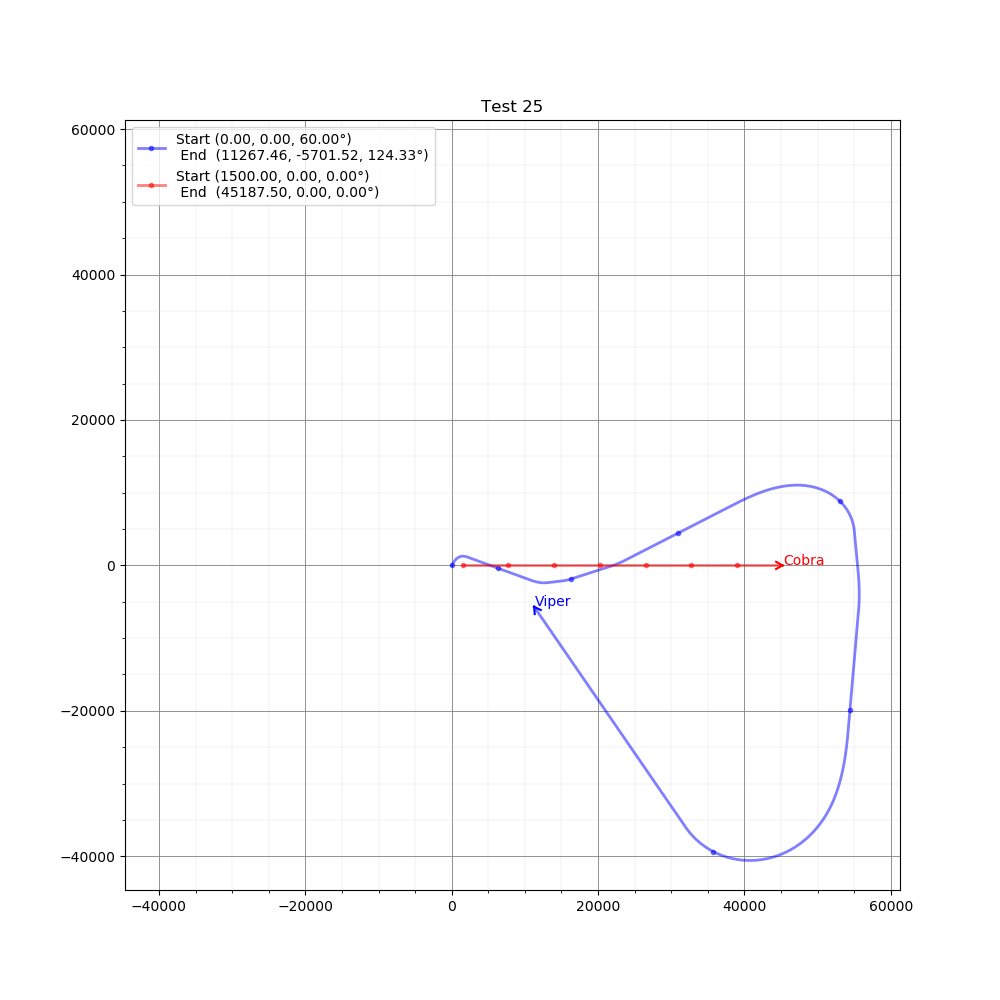 Test 25
Start (0.00, 0.00, 60.00°)
End (11267.46, -5701.52, 124.33°)
Start (1500.00, 0.00, 0.00°)
End (45187.50, 0.00, 0.00°)
60000
40000
20000
0
−20000
−40000
Cobra
Viper
−40000
−20000
0
20000
40000
60000